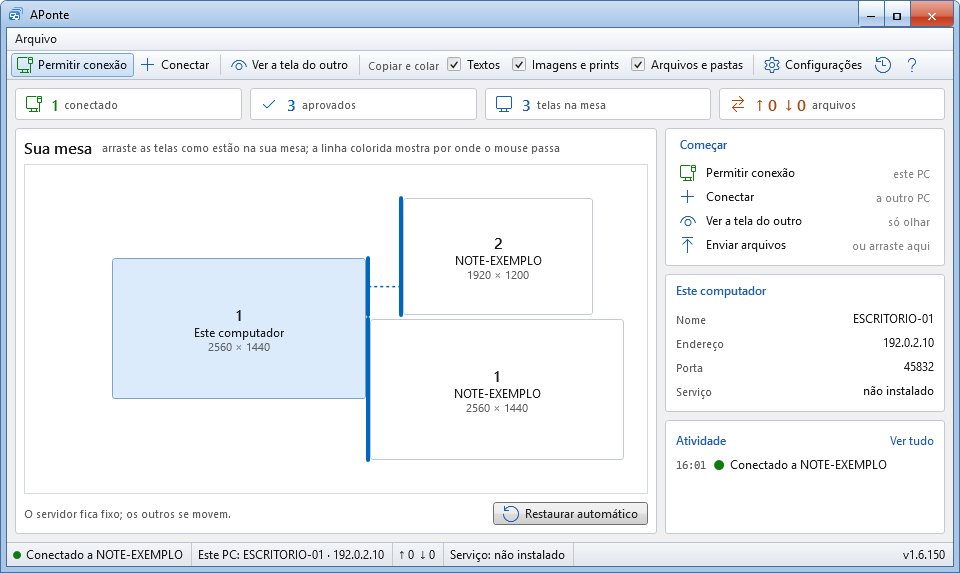 APonte
Arquivo
Permitir conexão Conectar Ver a tela do outro Copiar e colar Textos Imagens e prints Arquivos e pastas Configurações ?
1 conectado
3 aprovados
3 telas na mesa
↑ 0 ↓ 0 arquivos
Sua mesa arraste as telas como estão na sua mesa; a linha colorida mostra por onde o mouse passa
2
NOTE-EXEMPLO
1920 × 1200
1
Este computador
2560 × 1440
1
NOTE-EXEMPLO
2560 × 1440
O servidor fica fixo; os outros se movem.
Restaurar automático
Começar
Permitir conexão este PC
Conectar a outro PC
Ver a tela do outro só olhar
Enviar arquivos ou arraste aqui
Este computador
Nome ESCRITORIO-01
Endereço 192.0.2.10
Porta 45832
Serviço não instalado
Atividade Ver tudo
16:01 Conectado a NOTE-EXEMPLO
Conectado a NOTE-EXEMPLO Este PC: ESCRITORIO-01 · 192.0.2.10 ↑ 0 ↓ 0 Serviço: não instalado v1.6.150